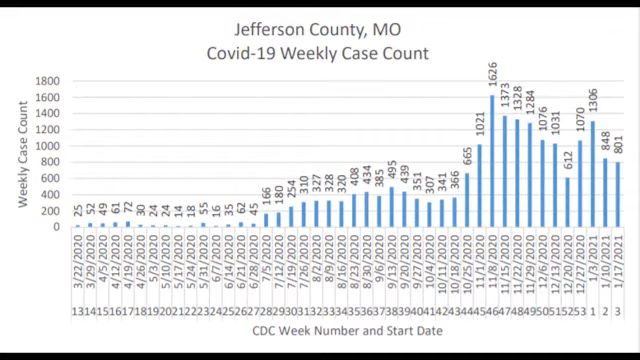 Jefferson County, MO
Covid-19 Weekly Case Count
Weekly Case Count
1800
1600
1400
1200
1000
800
600
400
200
0
25 52 49 61 72 30 24 24 14 18 55 16 35 62 45 166 180 254 310 327 328 320 408 434 385 495 439 351 307 341 366 665 1021 1626 1373 1328 1284 1076 1031 612 1070 1306 848 801
3/22/2020 3/29/2020 4/5/2020 4/12/2020 4/19/2020 4/26/2020 5/3/2020 5/10/2020 5/17/2020 5/24/2020 5/31/2020 6/7/2020 6/14/2020 6/21/2020 6/28/2020 7/5/2020 7/12/2020 7/19/2020 7/26/2020 8/2/2020 8/9/2020 8/16/2020 8/23/2020 8/30/2020 9/6/2020 9/13/2020 9/20/2020 9/27/2020 10/4/2020 10/11/2020 10/18/2020 10/25/2020 11/1/2020 11/8/2020 11/15/2020 11/22/2020 11/29/2020 12/6/2020 12/13/2020 12/20/2020 12/27/2020 1/3/2021 1/10/2021 1/17/2021
13 14 15 16 17 18 19 20 21 22 23 24 25 26 27 28 29 30 31 32 33 34 35 36 37 38 39 40 41 42 43 44 45 46 47 48 49 50 51 52 53 1 2 3
CDC Week Number and Start Date